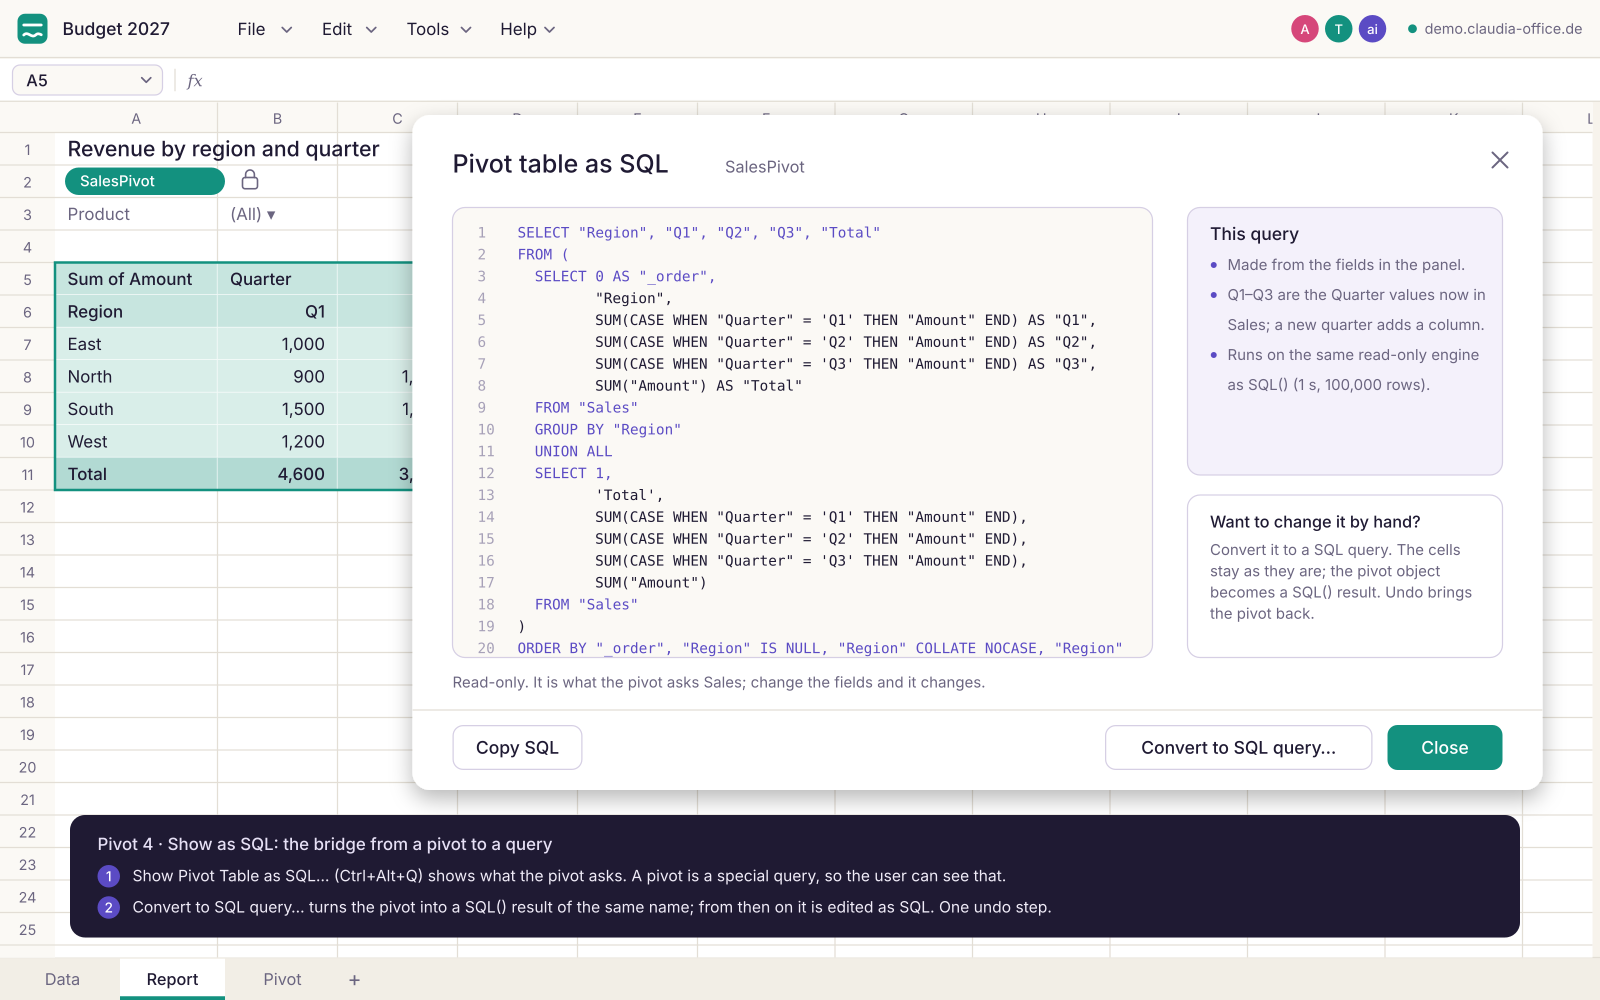 Budget 2027 File Edit Tools Help A T ai demo.claudia-office.de
A5 fx
A B C
1 Revenue by region and quarter
2 SalesPivot
3 Product (All) ▾
4
5 Sum of Amount Quarter
6 Region Q1
7 East 1,000
8 North 900 1,
9 South 1,500 1,
10 West 1,200
11 Total 4,600 3,
12
13
14
15
16
17
18
19
20
21
22
23
24
25
Pivot table as SQL SalesPivot
1 SELECT "Region", "Q1", "Q2", "Q3", "Total"
2 FROM (
3 SELECT 0 AS "_order",
4 "Region",
5 SUM(CASE WHEN "Quarter" = 'Q1' THEN "Amount" END) AS "Q1",
6 SUM(CASE WHEN "Quarter" = 'Q2' THEN "Amount" END) AS "Q2",
7 SUM(CASE WHEN "Quarter" = 'Q3' THEN "Amount" END) AS "Q3",
8 SUM("Amount") AS "Total"
9 FROM "Sales"
10 GROUP BY "Region"
11 UNION ALL
12 SELECT 1,
13 'Total',
14 SUM(CASE WHEN "Quarter" = 'Q1' THEN "Amount" END),
15 SUM(CASE WHEN "Quarter" = 'Q2' THEN "Amount" END),
16 SUM(CASE WHEN "Quarter" = 'Q3' THEN "Amount" END),
17 SUM("Amount")
18 FROM "Sales"
19 )
20 ORDER BY "_order", "Region" IS NULL, "Region" COLLATE NOCASE, "Region"
Read-only. It is what the pivot asks Sales; change the fields and it changes.
This query
• Made from the fields in the panel.
• Q1–Q3 are the Quarter values now in
Sales; a new quarter adds a column.
• Runs on the same read-only engine
as SQL() (1 s, 100,000 rows).
Want to change it by hand?
Convert it to a SQL query. The cells
stay as they are; the pivot object
becomes a SQL() result. Undo brings
the pivot back.
Copy SQL Convert to SQL query... Close
Pivot 4 · Show as SQL: the bridge from a pivot to a query
1 Show Pivot Table as SQL... (Ctrl+Alt+Q) shows what the pivot asks. A pivot is a special query, so the user can see that.
2 Convert to SQL query... turns the pivot into a SQL() result of the same name; from then on it is edited as SQL. One undo step.
Data Report Pivot +